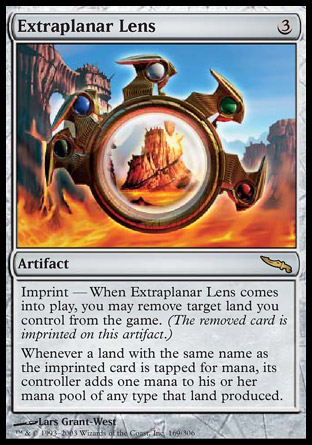 Extraplanar Lens 3
Artifact
Imprint — When Extraplanar Lens comes
into play, you may remove target land you
control from the game. (The removed card is
imprinted on this artifact.)
Whenever a land with the same name as
the imprinted card is tapped for mana, its
controller adds one mana to his or her
mana pool of any type that land produced.
Lars Grant-West
™ & © 1993–2003 Wizards of the Coast, Inc. 169/306